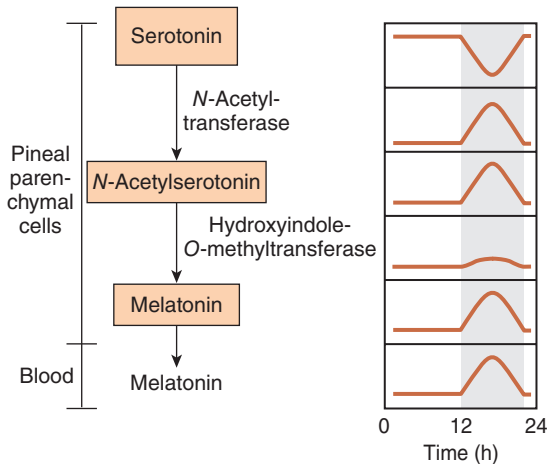 Serotonin
N-Acetyl-
transferase
Pineal
paren-
chymal
cells
N-Acetylserotonin
Hydroxyindole-
O-methyltransferase
Melatonin
Blood
Melatonin
0 12 24
Time (h)